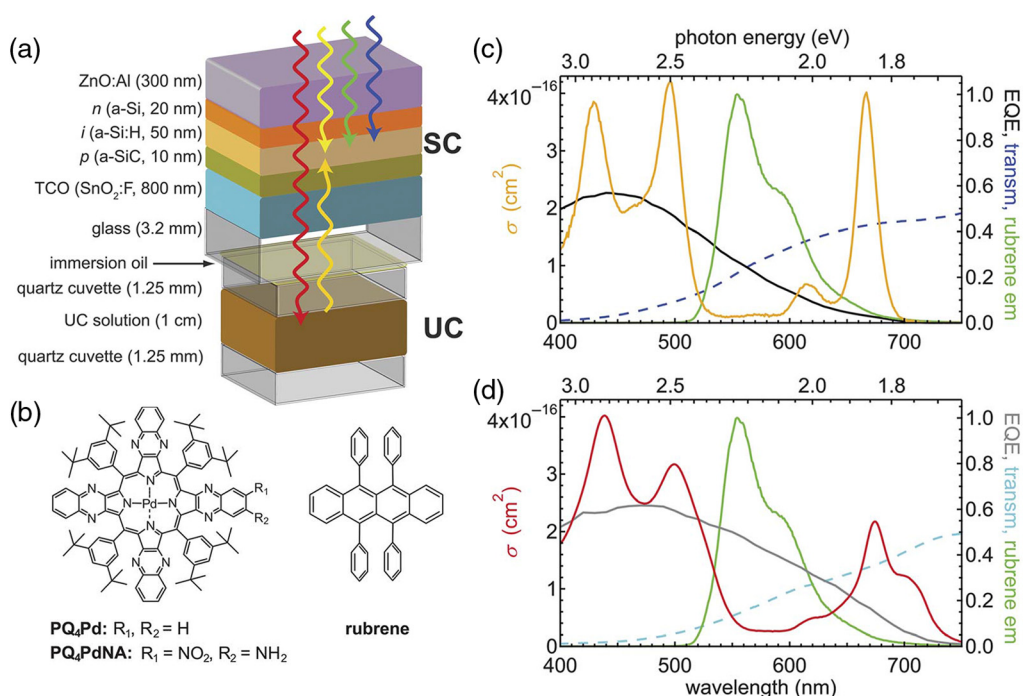 (a)
ZnO:Al (300 nm)
n (a-Si, 20 nm)
i (a-Si:H, 50 nm)
p (a-SiC, 10 nm)
TCO (SnO₂:F, 800 nm)
glass (3.2 mm)
immersion oil
quartz cuvette (1.25 mm)
UC solution (1 cm)
quartz cuvette (1.25 mm)
SC
UC
(b)
N N
N N
N N
N Pd N
N N
N N
R₁
R₂
N N
PQ₄Pd: R₁, R₂ = H
PQ₄PdNA: R₁ = NO₂, R₂ = NH₂
rubrene
(c)
photon energy (eV)
3.0 2.5 2.0 1.8
4x10⁻¹⁶
3
2
1
0
σ (cm²)
1.0
0.8
0.6
0.4
0.2
0.0
EQE, transm, rubrene em
400 500 600 700
(d)
3.0 2.5 2.0 1.8
4x10⁻¹⁶
3
2
1
0
σ (cm²)
1.0
0.8
0.6
0.4
0.2
0.0
EQE, transm, rubrene em
400 500 600 700
wavelength (nm)